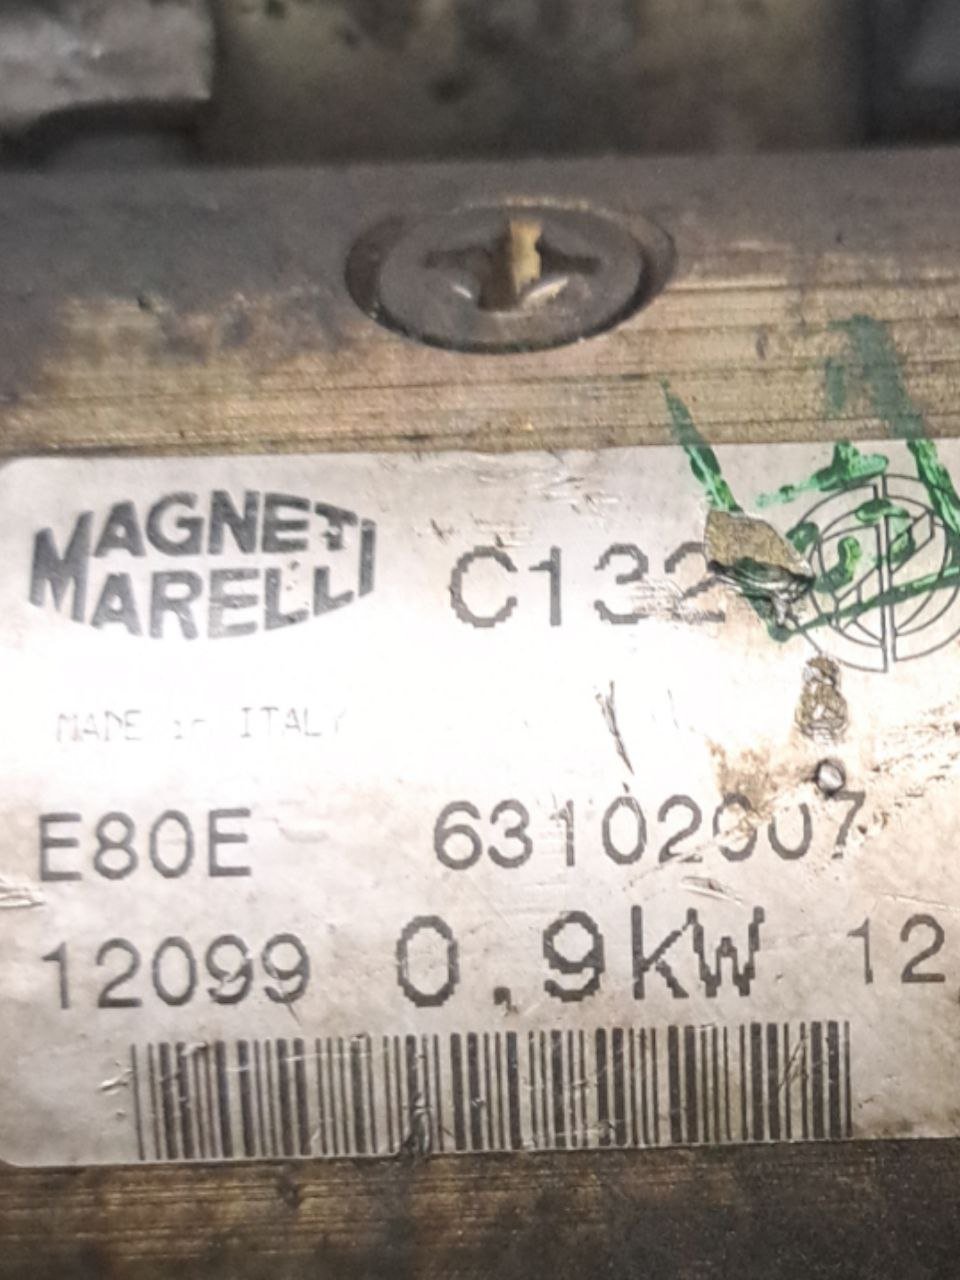 MAGNETI
MARELLI
C132
MADE in ITALY
E80E 63102007
12099 0,9kW 12